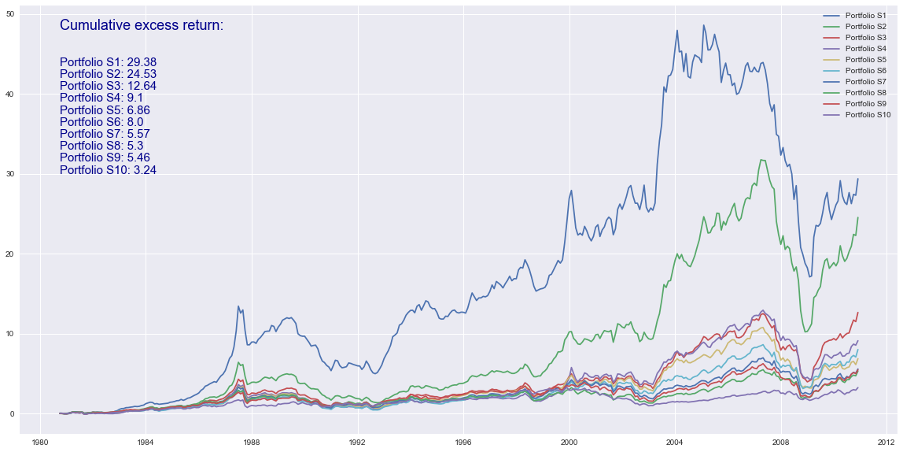 Cumulative excess return:
Portfolio S1: 29.38
Portfolio S2: 24.53
Portfolio S3: 12.64
Portfolio S4: 9.1
Portfolio S5: 6.86
Portfolio S6: 8.0
Portfolio S7: 5.57
Portfolio S8: 5.3
Portfolio S9: 5.46
Portfolio S10: 3.24
Portfolio S1
Portfolio S2
Portfolio S3
Portfolio S4
Portfolio S5
Portfolio S6
Portfolio S7
Portfolio S8
Portfolio S9
Portfolio S10
50
40
30
20
10
0
1980 1984 1988 1992 1996 2000 2004 2008 2012